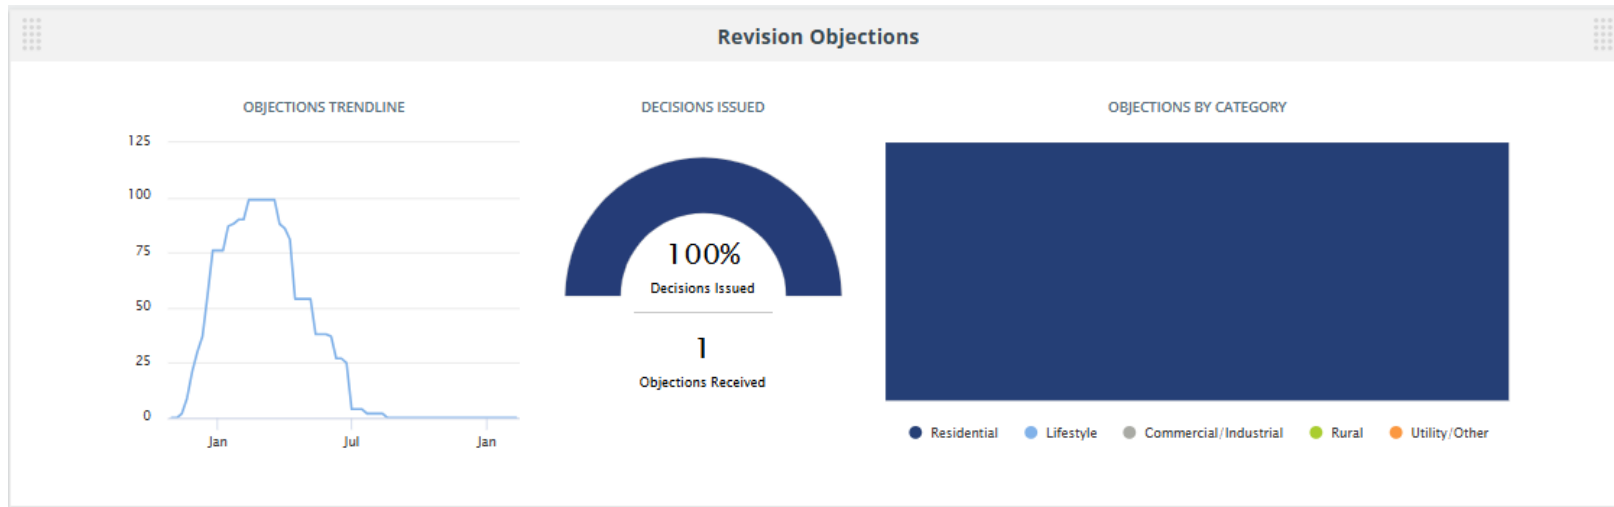 Revision Objections
OBJECTIONS TRENDLINE
125
100
75
50
25
0
Jan
Jul
Jan
DECISIONS ISSUED
100%
Decisions Issued
1
Objections Received
OBJECTIONS BY CATEGORY
Residential
Lifestyle
Commercial/Industrial
Rural
Utility/Other